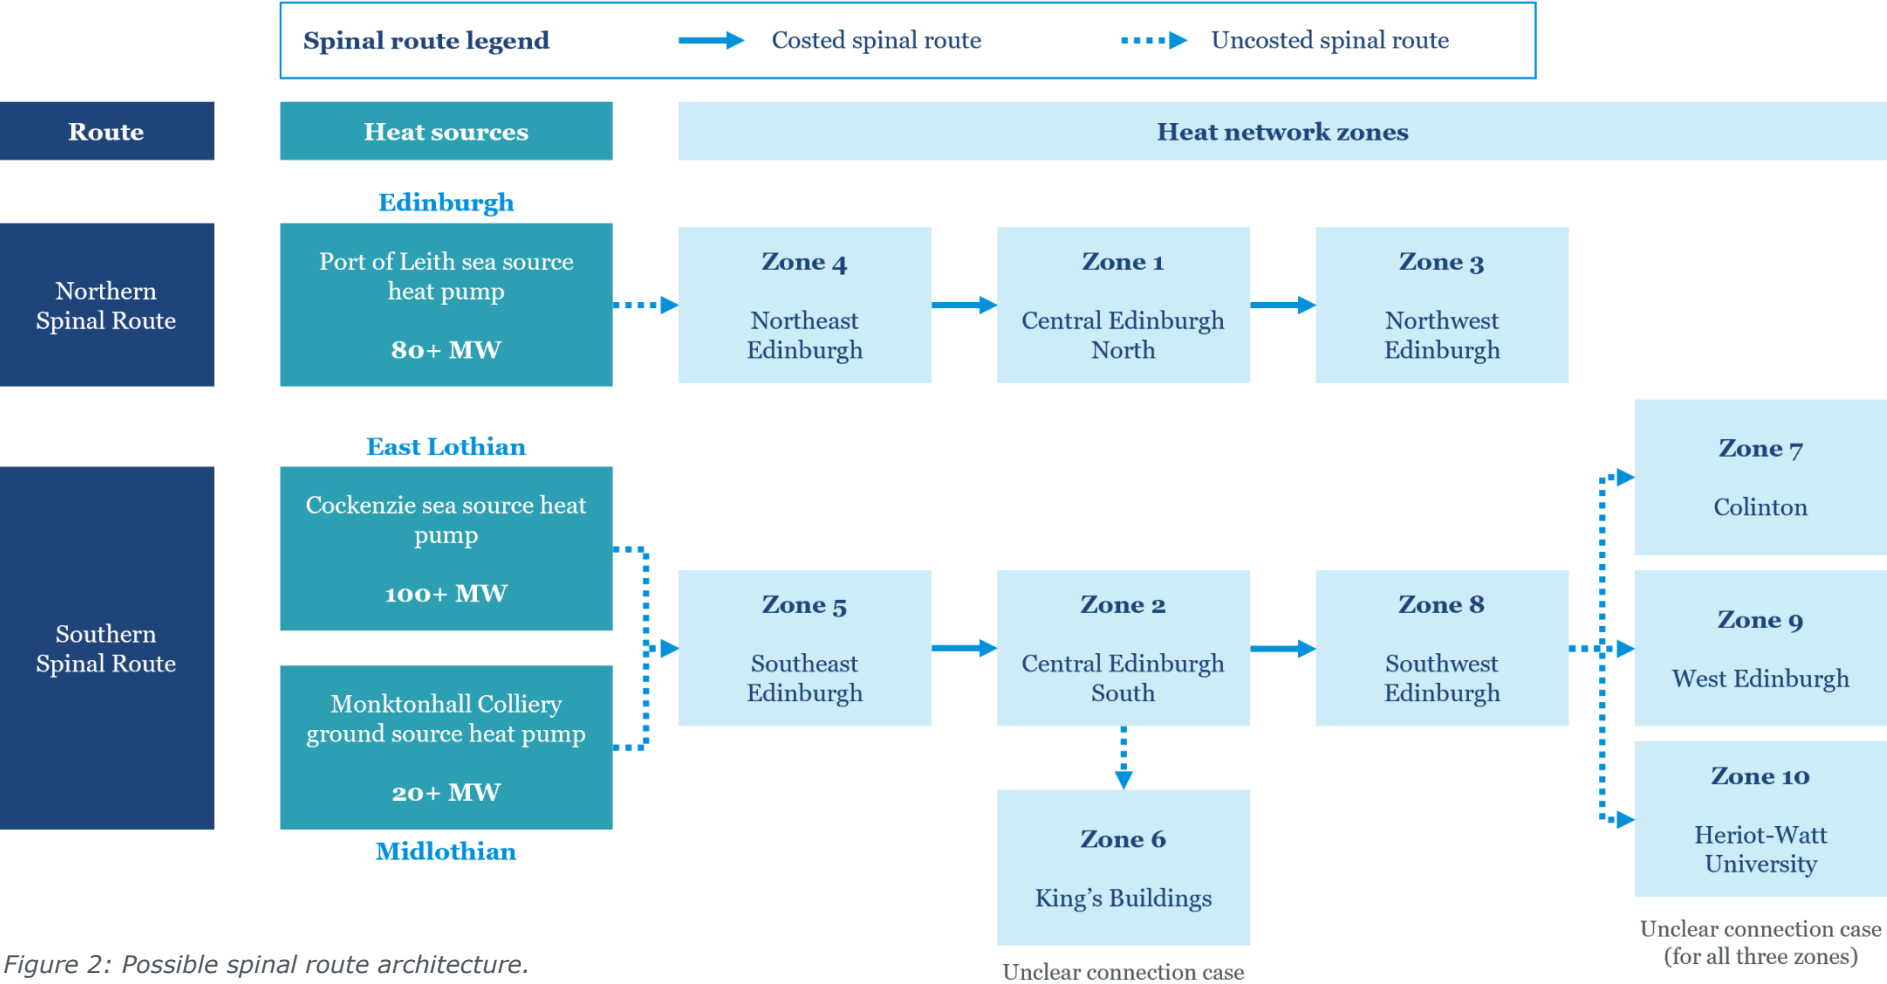 Spinal route legend
Costed spinal route
Uncosted spinal route
Route
Heat sources
Heat network zones
Northern
Spinal Route
Edinburgh
Port of Leith sea source
heat pump
80+ MW
Zone 4
Northeast
Edinburgh
Zone 1
Central Edinburgh
North
Zone 3
Northwest
Edinburgh
Southern
Spinal Route
East Lothian
Cockenzie sea source heat
pump
100+ MW
Monktonhall Colliery
ground source heat pump
20+ MW
Midlothian
Zone 5
Southeast
Edinburgh
Zone 2
Central Edinburgh
South
Zone 8
Southwest
Edinburgh
Zone 6
King’s Buildings
Unclear connection case
Zone 7
Colinton
Zone 9
West Edinburgh
Zone 10
Heriot-Watt
University
Unclear connection case
(for all three zones)
Figure 2: Possible spinal route architecture.